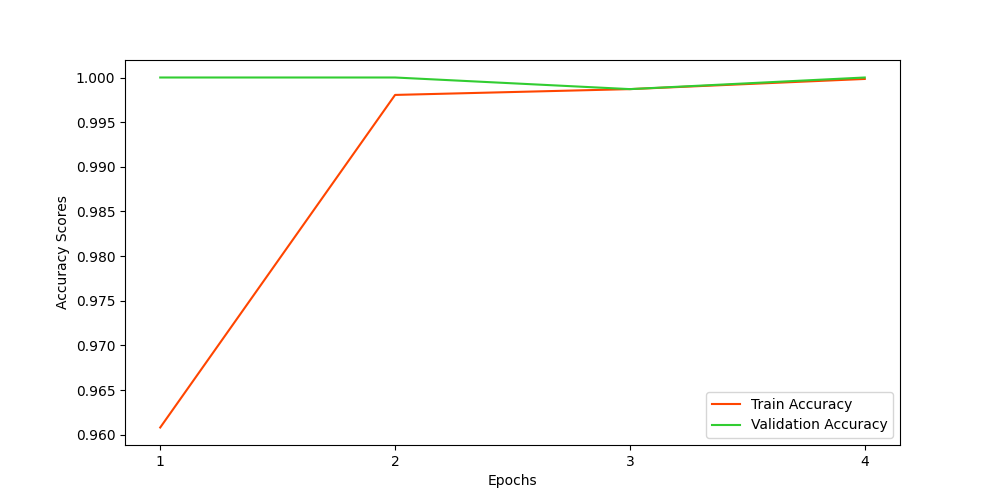 1.000
0.995
0.990
0.985
0.980
0.975
0.970
0.965
0.960
Accuracy Scores
Train Accuracy
Validation Accuracy
1 2 3 4
Epochs